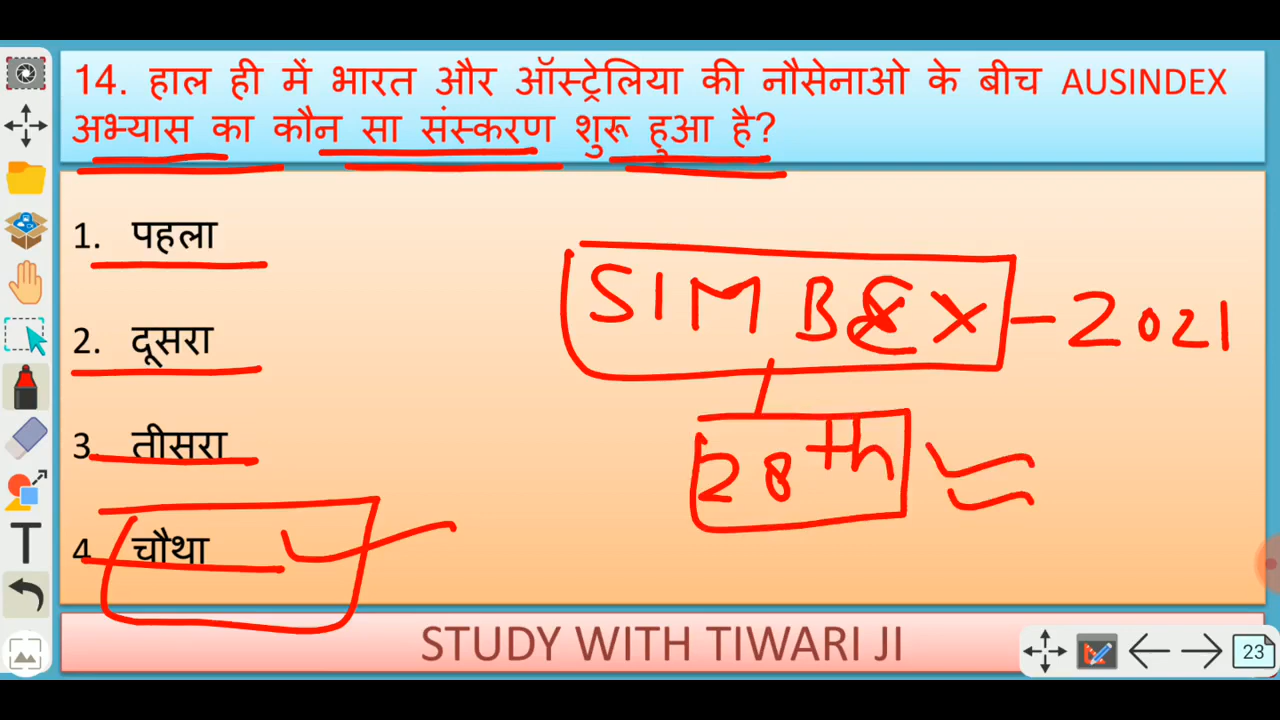 14. हाल ही में भारत और ऑस्ट्रेलिया की नौसेनाओ के बीच AUSINDEX
अभ्यास का कौन सा संस्करण शुरू हुआ है?
1. पहला
2. दूसरा
3. तीसरा
4. चौथा
SIMBEX - 2021
28th
STUDY WITH TIWARI JI
T
23